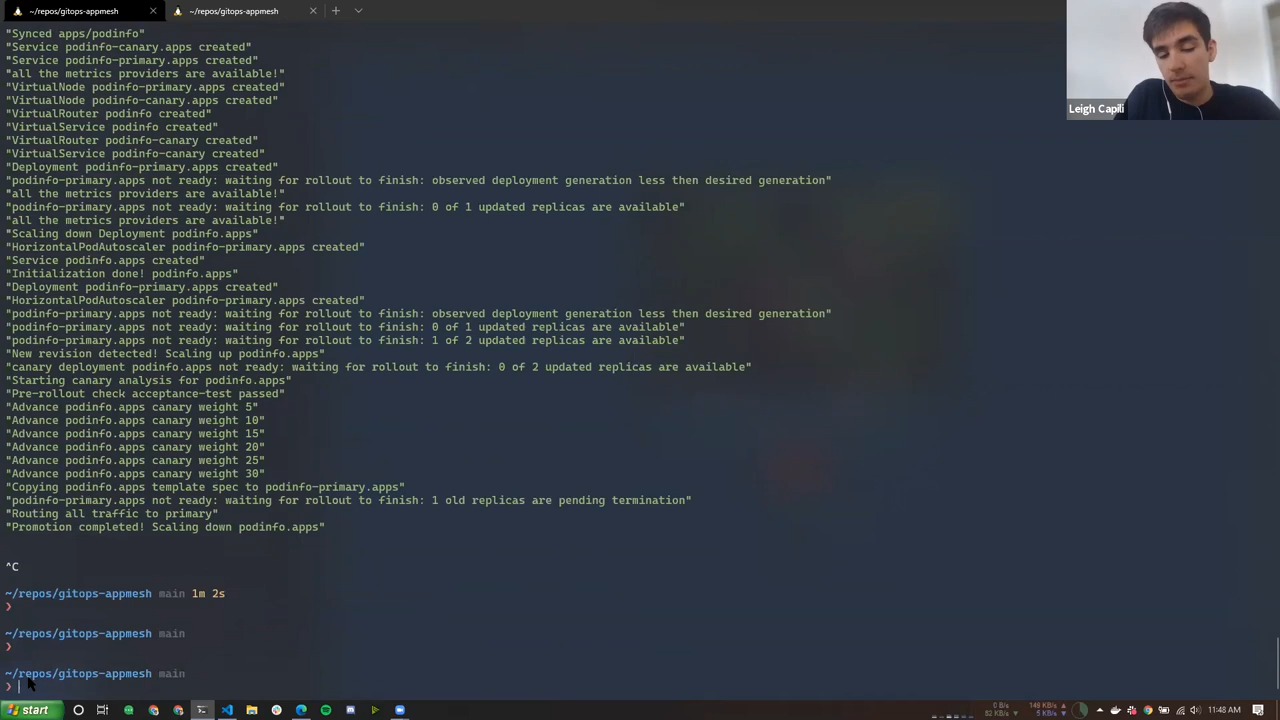 ~/repos/gitops-appmesh
~/repos/gitops-appmesh
"Synced apps/podinfo"
"Service podinfo-canary.apps created"
"Service podinfo-primary.apps created"
"all the metrics providers are available!"
"VirtualNode podinfo-primary.apps created"
"VirtualNode podinfo-canary.apps created"
"VirtualRouter podinfo created"
"VirtualService podinfo created"
"VirtualRouter podinfo-canary created"
"VirtualService podinfo-canary created"
"Deployment podinfo-primary.apps created"
"podinfo-primary.apps not ready: waiting for rollout to finish: observed deployment generation less then desired generation"
"all the metrics providers are available!"
"podinfo-primary.apps not ready: waiting for rollout to finish: 0 of 1 updated replicas are available"
"all the metrics providers are available!"
"Scaling down Deployment podinfo.apps"
"HorizontalPodAutoscaler podinfo-primary.apps created"
"Service podinfo.apps created"
"Initialization done! podinfo.apps"
"Deployment podinfo-primary.apps created"
"HorizontalPodAutoscaler podinfo-primary.apps created"
"podinfo-primary.apps not ready: waiting for rollout to finish: observed deployment generation less then desired generation"
"podinfo-primary.apps not ready: waiting for rollout to finish: 0 of 1 updated replicas are available"
"podinfo-primary.apps not ready: waiting for rollout to finish: 1 of 2 updated replicas are available"
"New revision detected! Scaling up podinfo.apps"
"canary deployment podinfo.apps not ready: waiting for rollout to finish: 0 of 2 updated replicas are available"
"Starting canary analysis for podinfo.apps"
"Pre-rollout check acceptance-test passed"
"Advance podinfo.apps canary weight 5"
"Advance podinfo.apps canary weight 10"
"Advance podinfo.apps canary weight 15"
"Advance podinfo.apps canary weight 20"
"Advance podinfo.apps canary weight 25"
"Advance podinfo.apps canary weight 30"
"Copying podinfo.apps template spec to podinfo-primary.apps"
"podinfo-primary.apps not ready: waiting for rollout to finish: 1 old replicas are pending termination"
"Routing all traffic to primary"
"Promotion completed! Scaling down podinfo.apps"
^C
~/repos/gitops-appmesh main 1m 2s
❯
~/repos/gitops-appmesh main
❯
~/repos/gitops-appmesh main
❯
Leigh Capili
start
0 B/s
146 KB/s
5 KB/s
11:48 AM